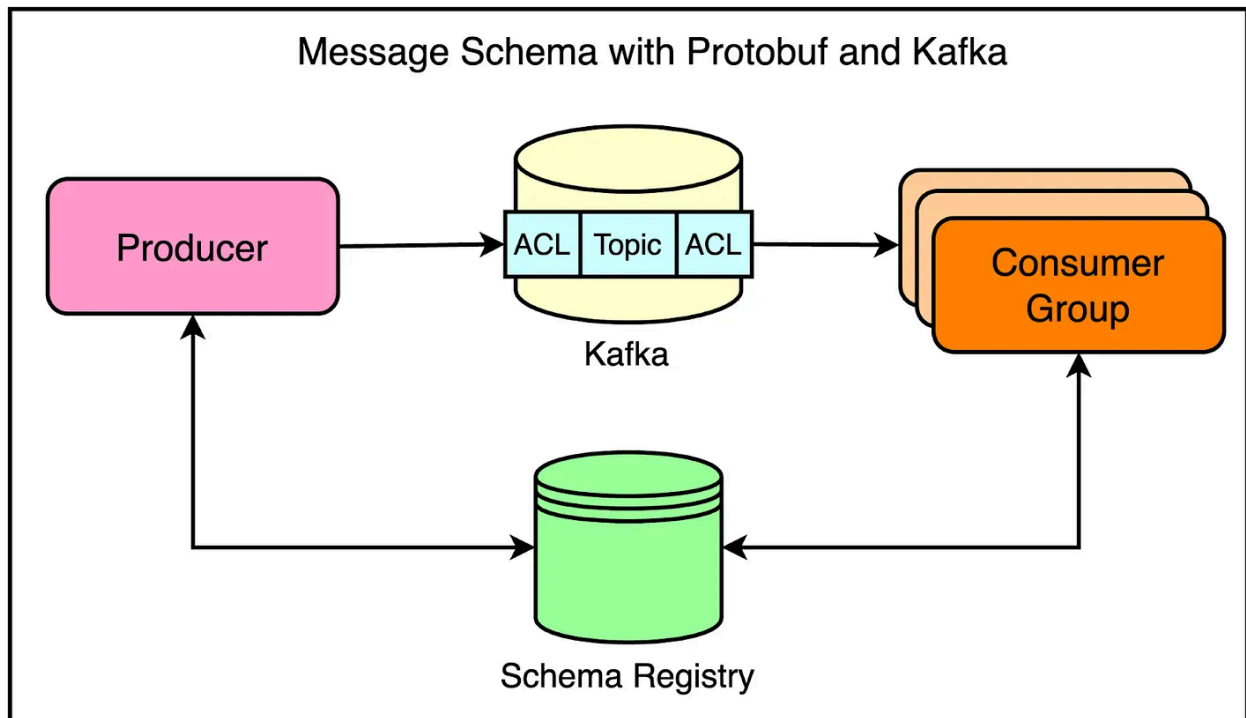 Message Schema with Protobuf and Kafka
Producer
ACL
Topic
ACL
Consumer
Group
Kafka
Schema Registry